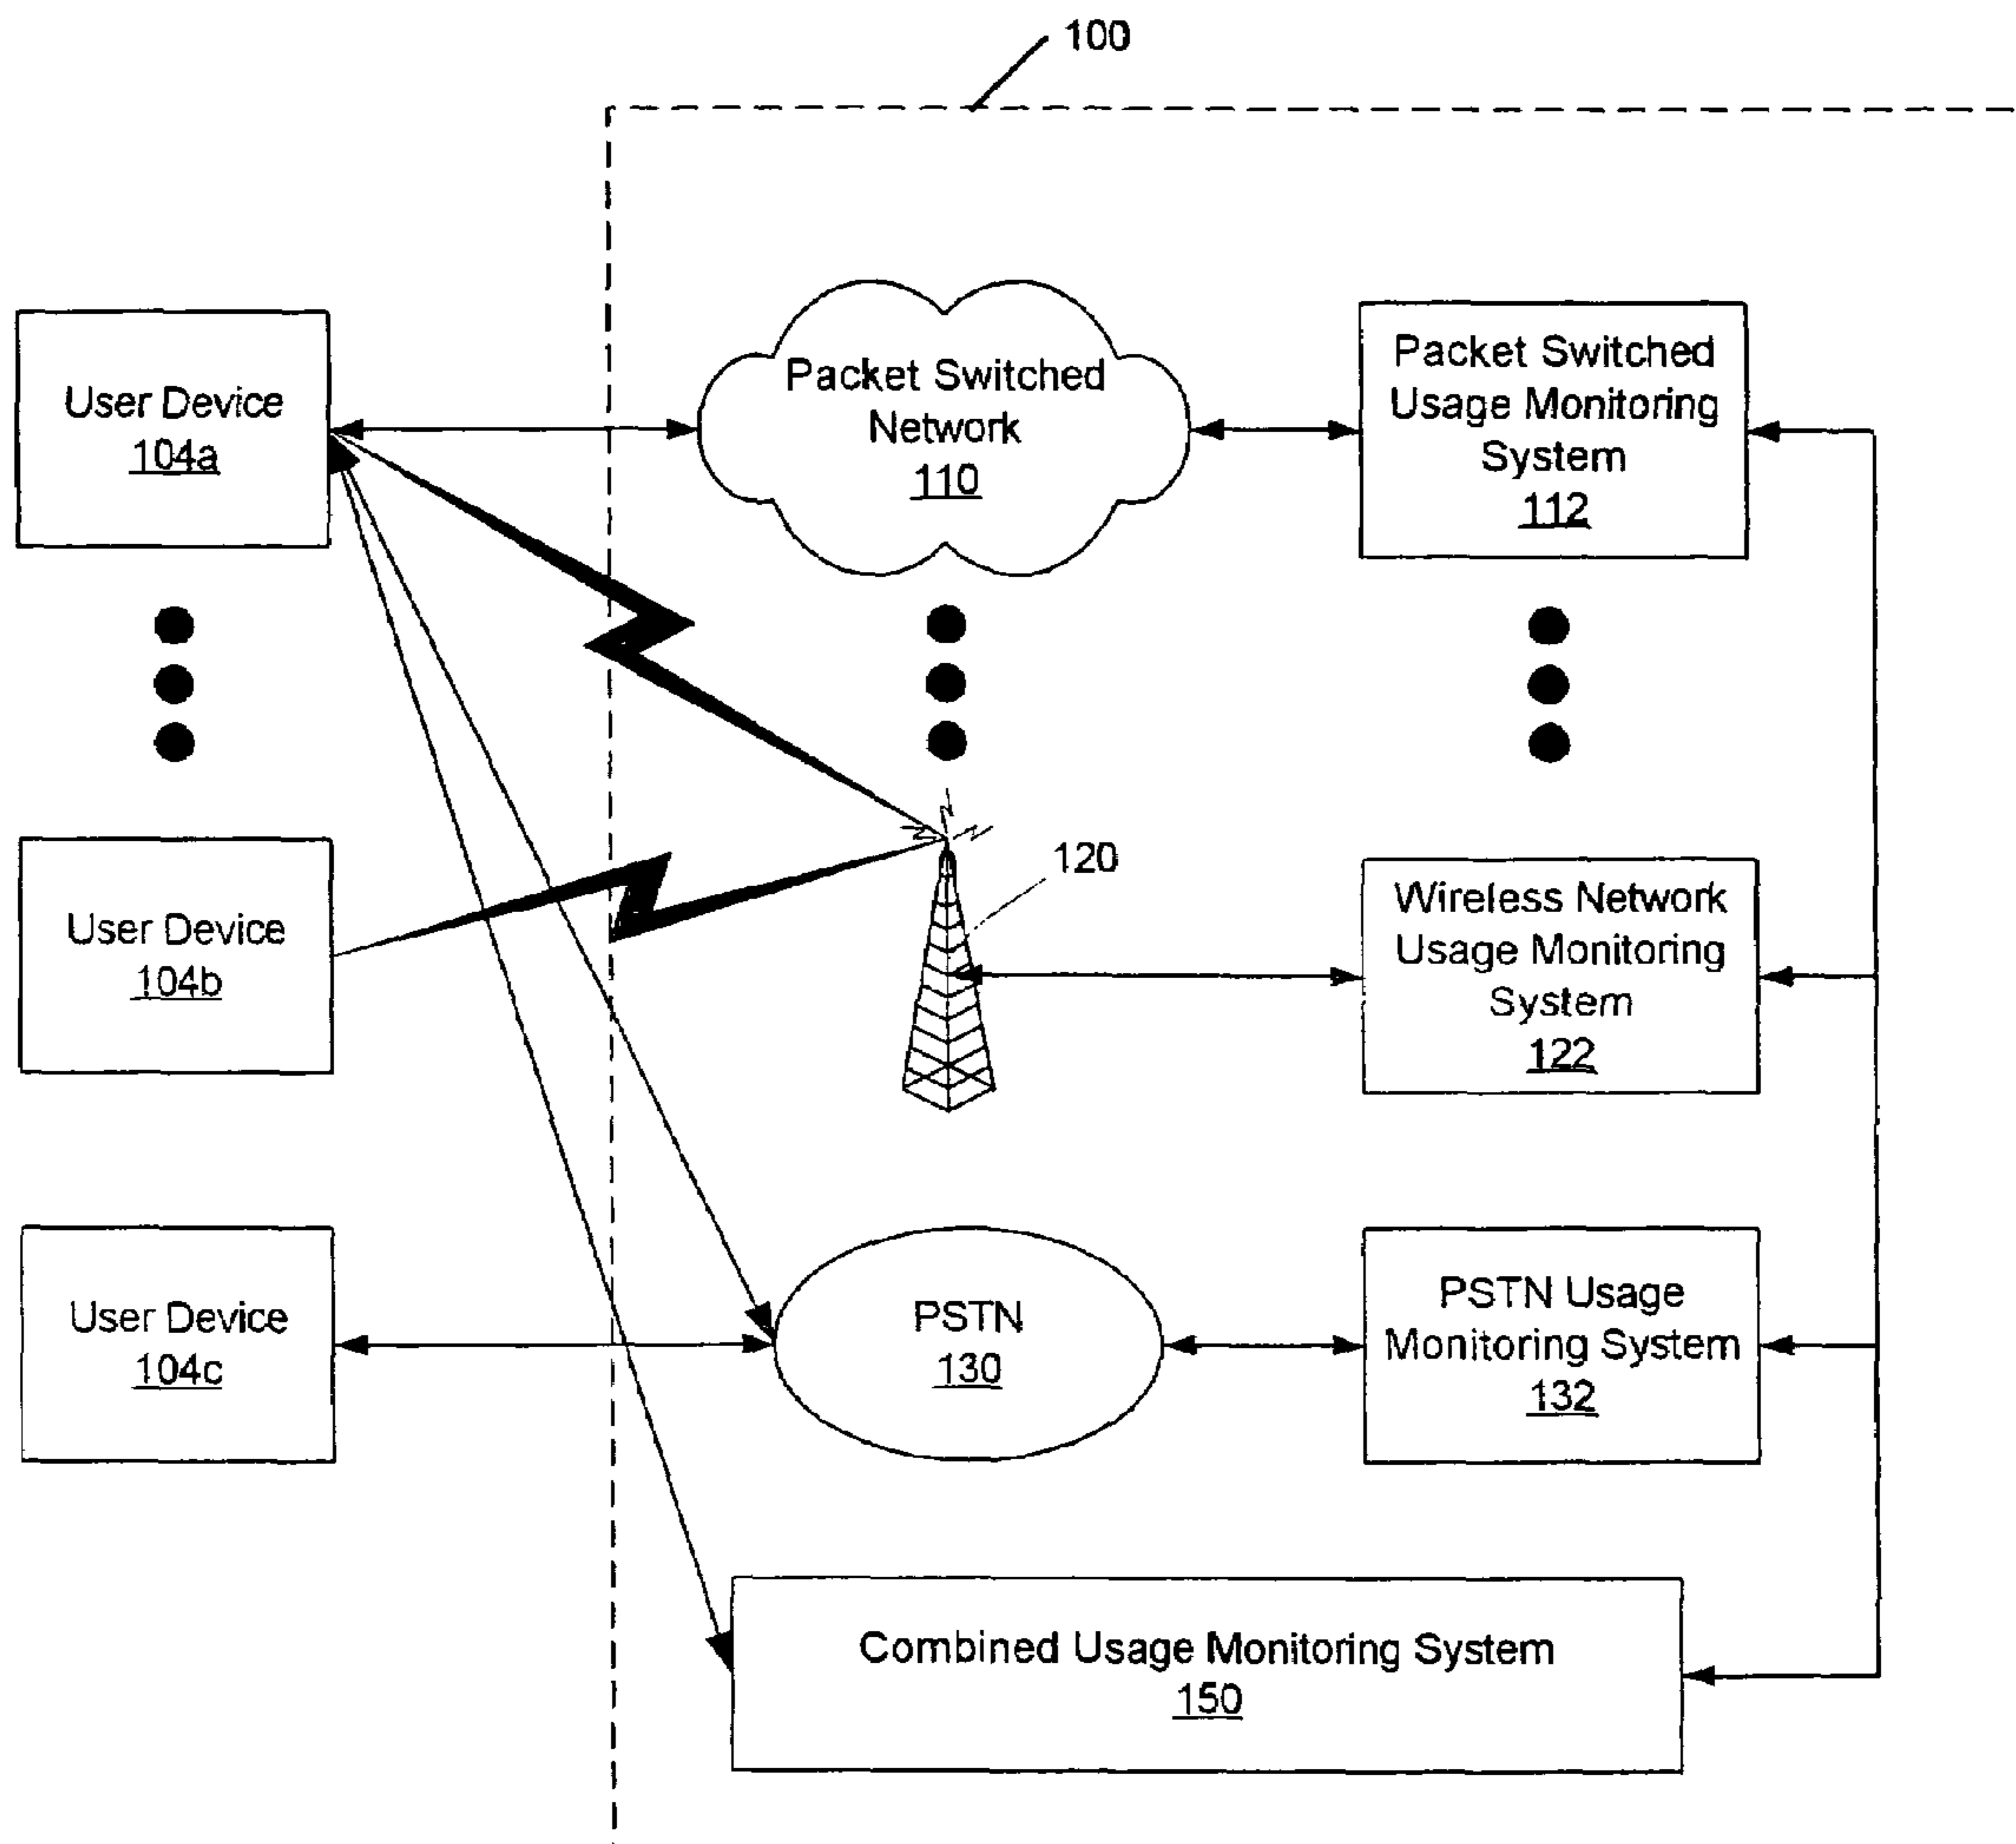 100
User Device
104a
Packet Switched
Network
110
Packet Switched
Usage Monitoring
System
112
120
User Device
104b
Wireless Network
Usage Monitoring
System
122
User Device
104c
PSTN
130
PSTN Usage
Monitoring System
132
Combined Usage Monitoring System
150